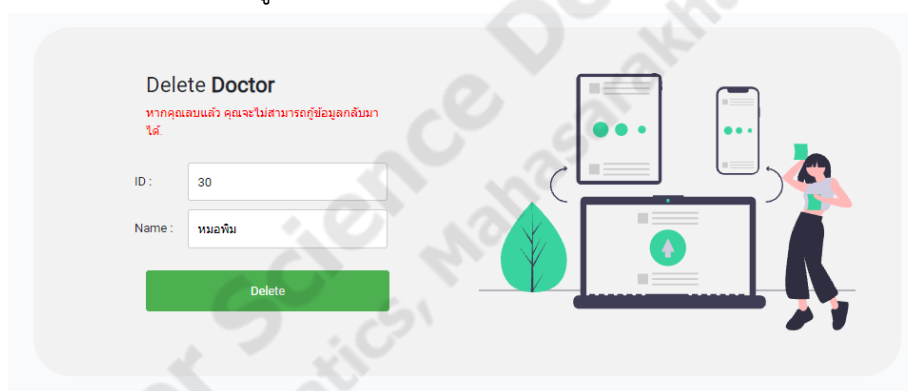 Delete Doctor
หากคุณลบแล้ว คุณจะไม่สามารถกู้ข้อมูลกลับมา
ได้.
ID : 30
Name : หมอพิม
Delete